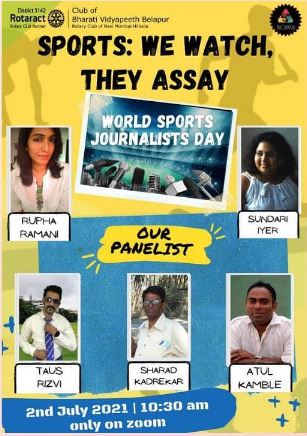 District 3142
Rotaract
Rotary Club Partner
Club of
Bharati Vidyapeeth Belapur
Rotary Club of New Mumbai Hillside
RCBVB
SPORTS: WE WATCH,
THEY ASSAY
WORLD SPORTS
JOURNALISTS DAY
RUPHA
RAMANI
SUNDARI
IYER
OUR
PANELIST
TAUS
RIZVI
SHARAD
KADREKAR
ATUL
KAMBLE
2nd July 2021 | 10:30 am
only on zoom